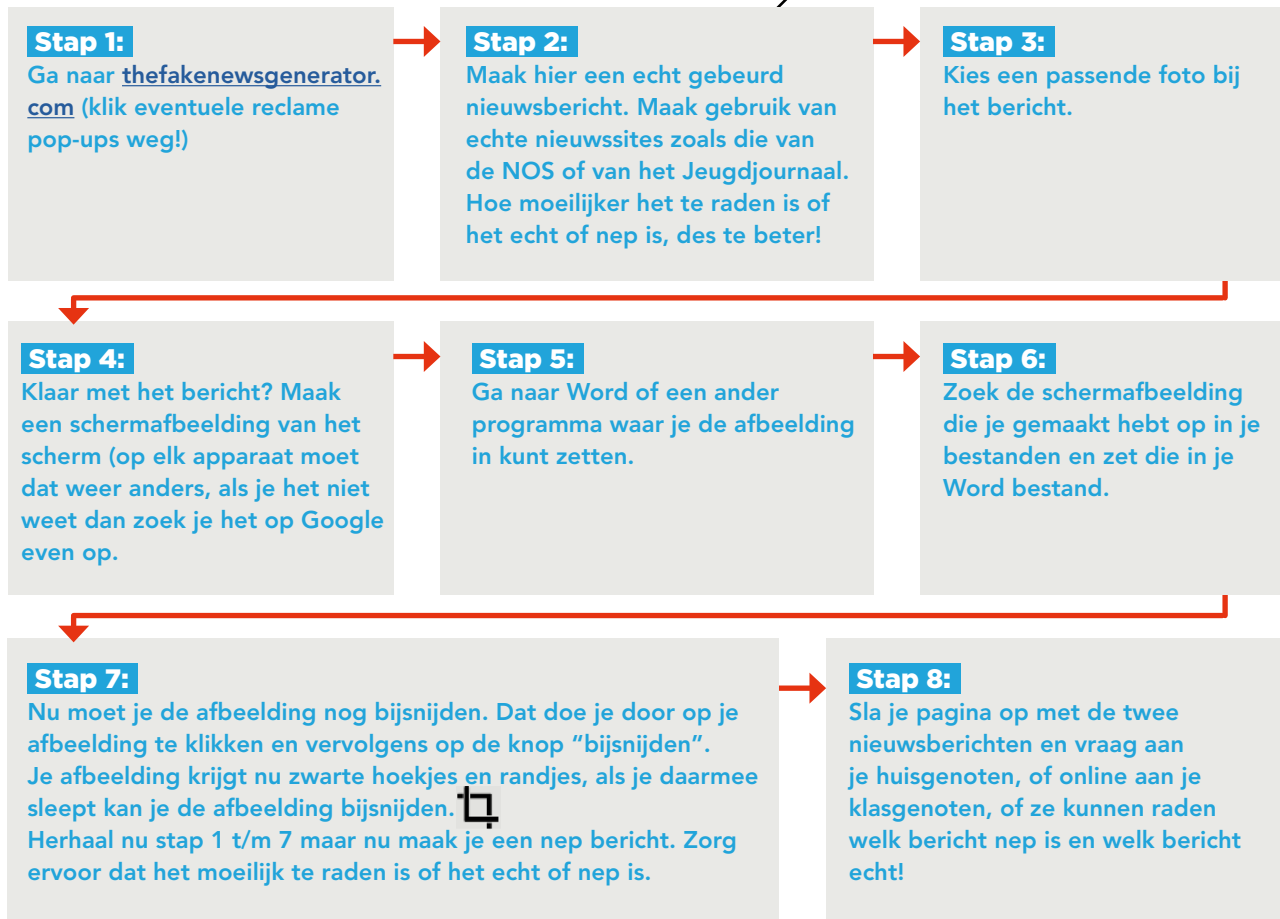 Stap 1:
Ga naar thefakenewsgenerator.
com (klik eventuele reclame
pop-ups weg!)
Stap 2:
Maak hier een echt gebeurd
nieuwsbericht. Maak gebruik van
echte nieuwssites zoals die van
de NOS of van het Jeugdjournaal.
Hoe moeilijker het te raden is of
het echt of nep is, des te beter!
Stap 3:
Kies een passende foto bij
het bericht.
Stap 4:
Klaar met het bericht? Maak
een schermafbeelding van het
scherm (op elk apparaat moet
dat weer anders, als je het niet
weet dan zoek je het op Google
even op.
Stap 5:
Ga naar Word of een ander
programma waar je de afbeelding
in kunt zetten.
Stap 6:
Zoek de schermafbeelding
die je gemaakt hebt op in je
bestanden en zet die in je
Word bestand.
Stap 7:
Nu moet je de afbeelding nog bijsnijden. Dat doe je door op je
afbeelding te klikken en vervolgens op de knop “bijsnijden”.
Je afbeelding krijgt nu zwarte hoekjes en randjes, als je daarmee
sleept kan je de afbeelding bijsnijden.
Herhaal nu stap 1 t/m 7 maar nu maak je een nep bericht. Zorg
ervoor dat het moeilijk te raden is of het echt of nep is.
Stap 8:
Sla je pagina op met de twee
nieuwsberichten en vraag aan
je huisgenoten, of online aan je
klasgenoten, of ze kunnen raden
welk bericht nep is en welk bericht
echt!